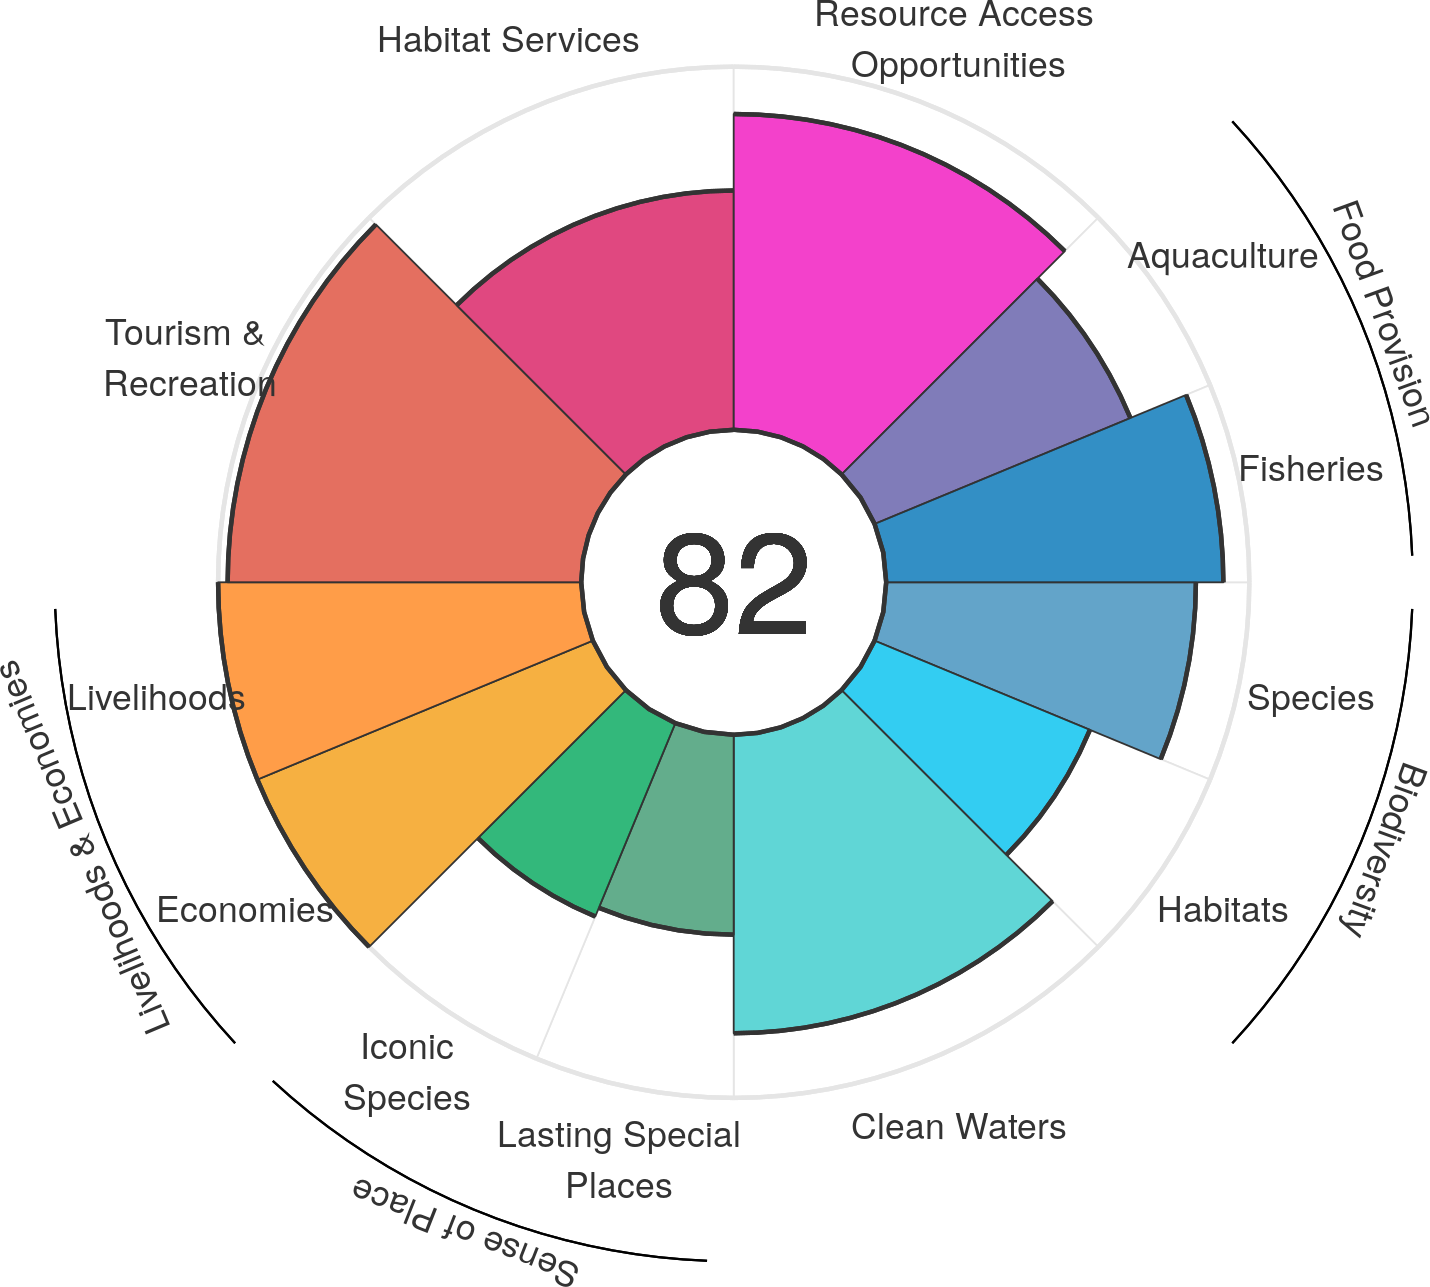 Habitat Services
Resource Access
Opportunities
Aquaculture
Food Provision
Fisheries
Tourism &
Recreation
82
Species
Livelihoods
Livelihoods & Economies
Biodiversity
Economies
Habitats
Iconic
Species
Lasting Special
Places
Clean Waters
Sense of Place